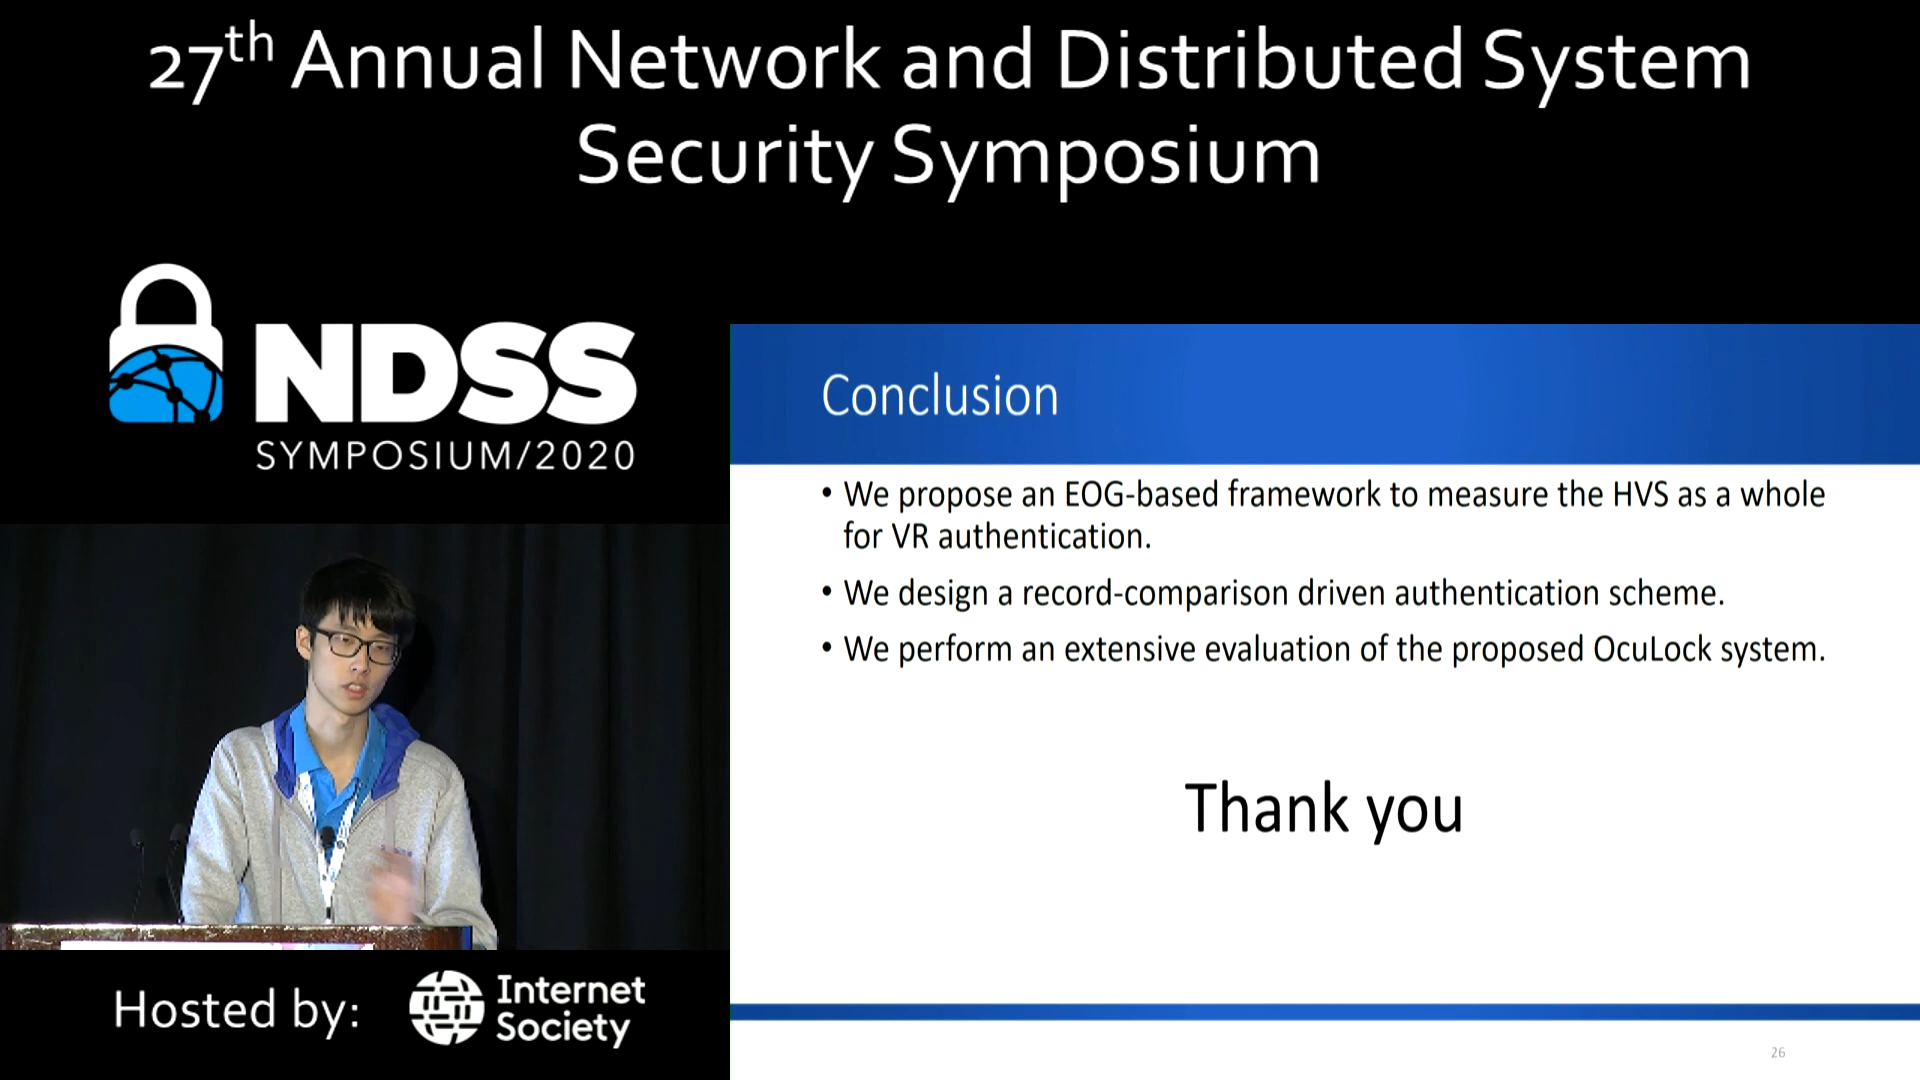 27th Annual Network and Distributed System
Security Symposium
NDSS
SYMPOSIUM/2020
Conclusion
• We propose an EOG-based framework to measure the HVS as a whole
for VR authentication.
• We design a record-comparison driven authentication scheme.
• We perform an extensive evaluation of the proposed OcuLock system.
Thank you
Hosted by:
Internet
Society
26